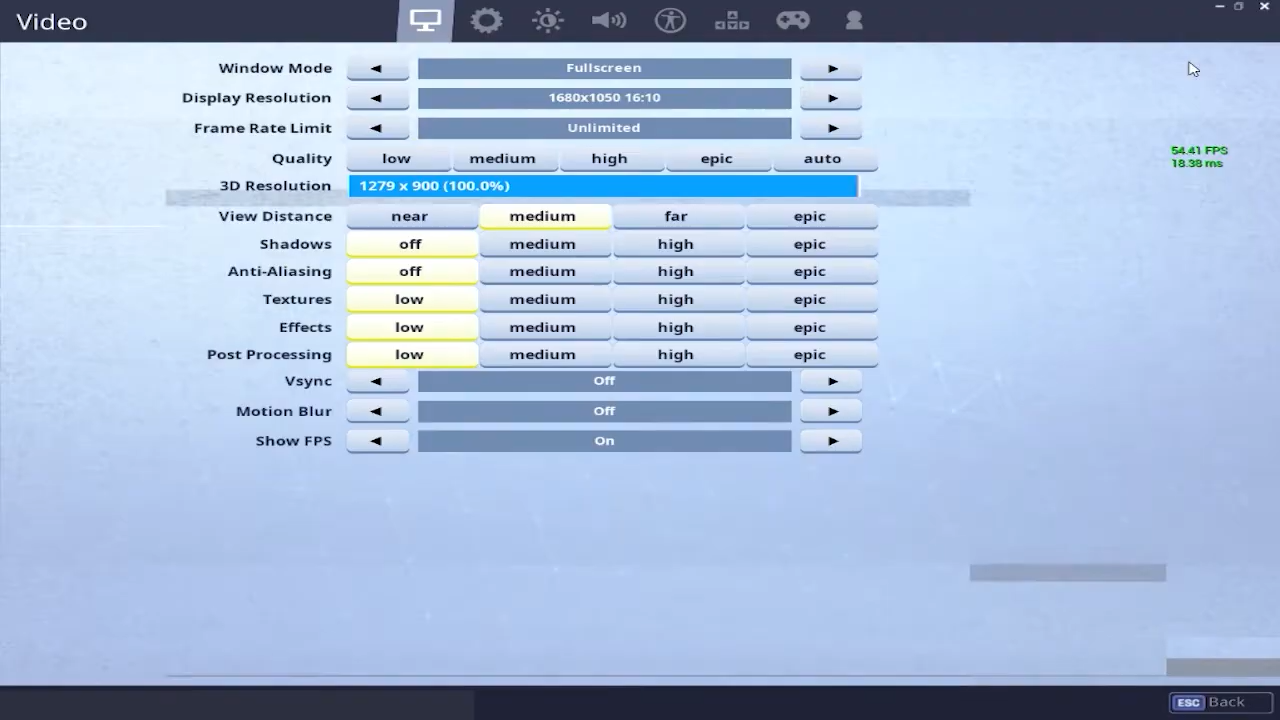 Video
Window Mode Fullscreen
Display Resolution 1680x1050 16:10
Frame Rate Limit Unlimited
54.41 FPS
18.38 ms
Quality low medium high epic auto
3D Resolution 1279 x 900 (100.0%)
View Distance near medium far epic
Shadows off medium high epic
Anti-Aliasing off medium high epic
Textures low medium high epic
Effects low medium high epic
Post Processing low medium high epic
Vsync Off
Motion Blur Off
Show FPS On
ESC Back